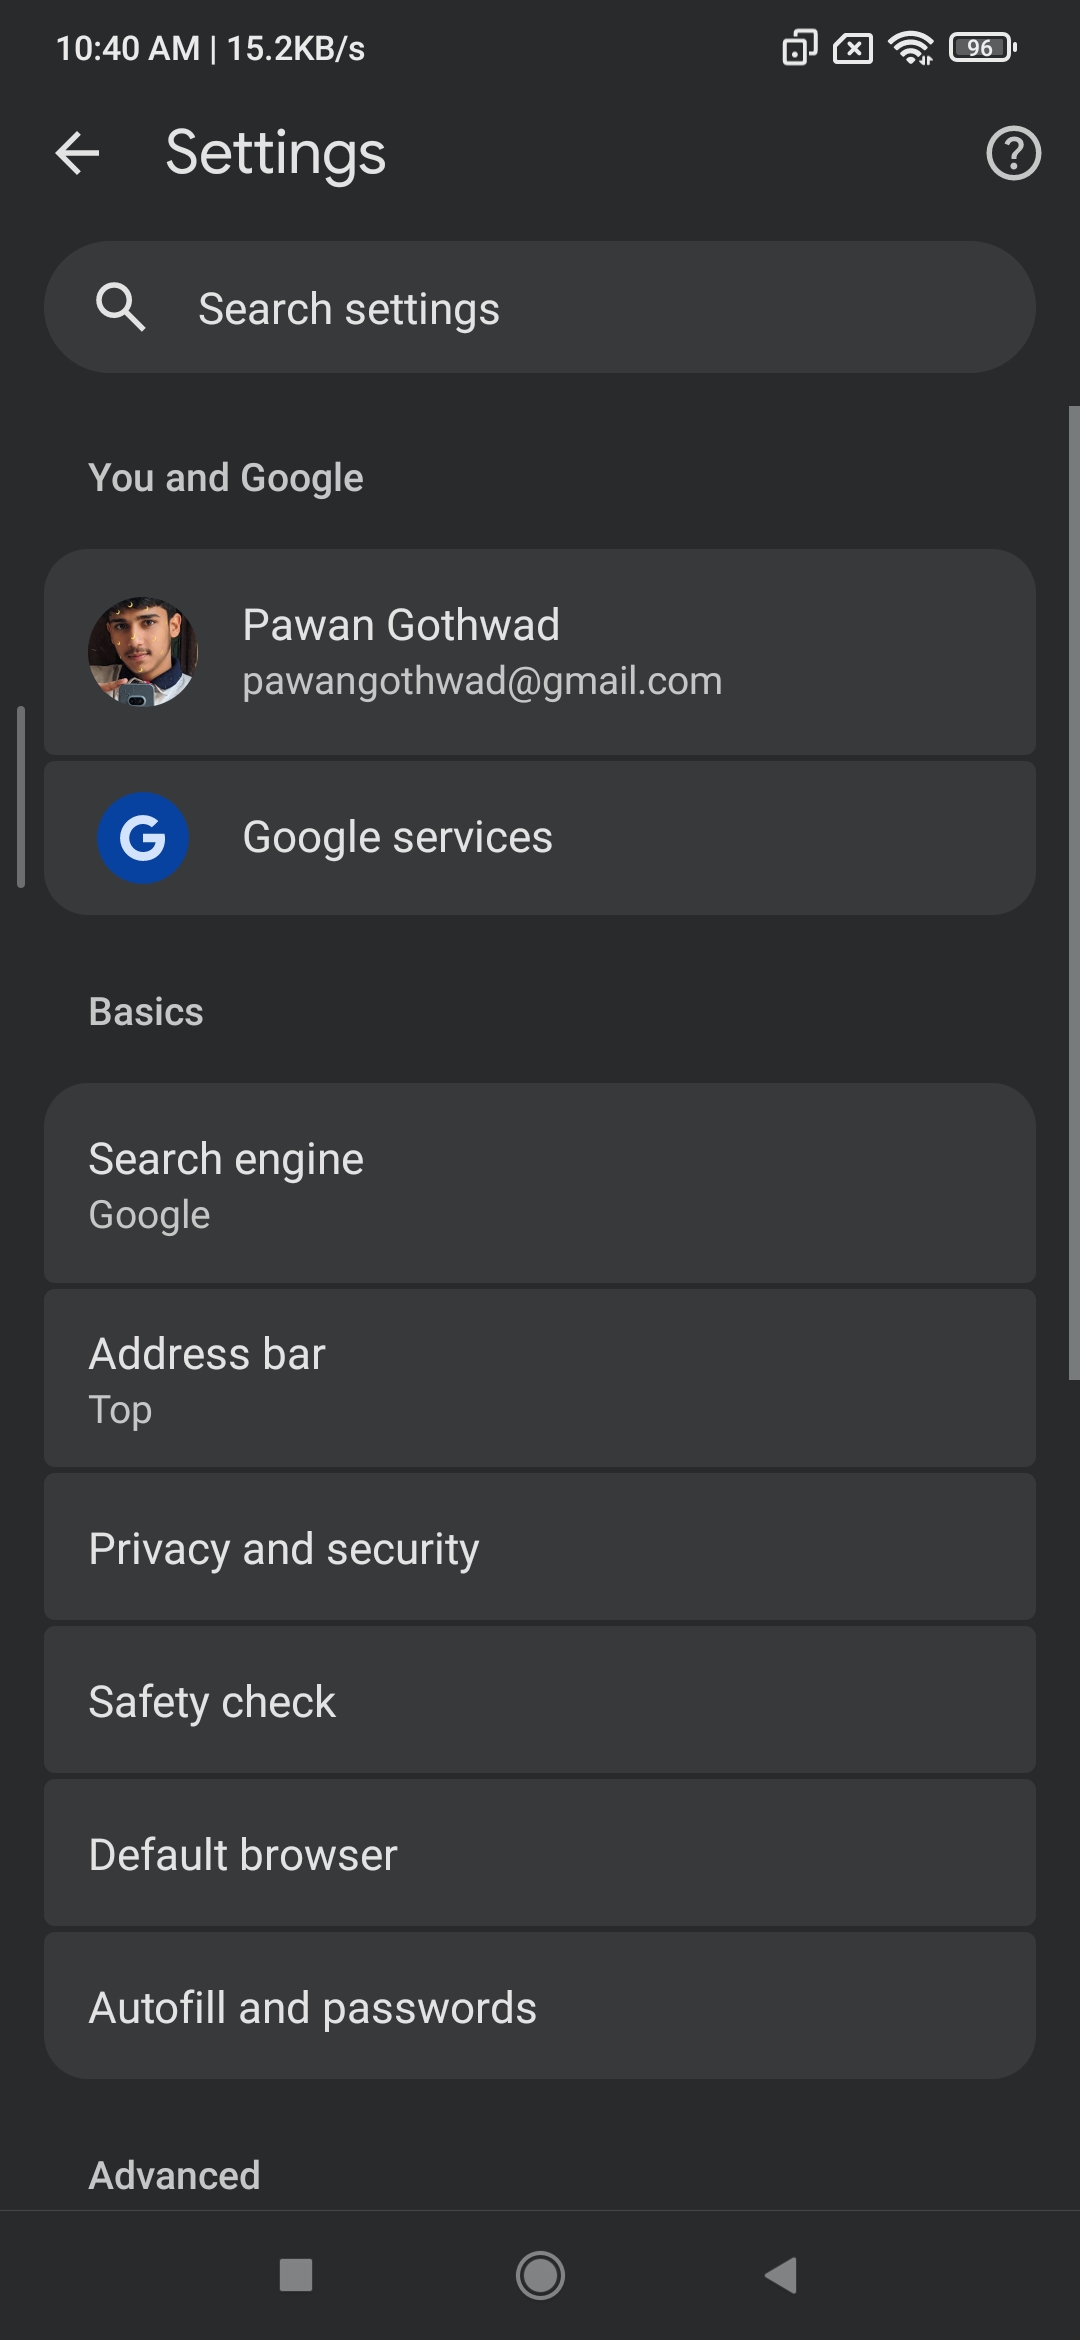 10:40 AM | 15.2KB/s 96
Settings
Search settings
You and Google
Pawan Gothwad
pawangothwad@gmail.com
G Google services
Basics
Search engine
Google
Address bar
Top
Privacy and security
Safety check
Default browser
Autofill and passwords
Advanced